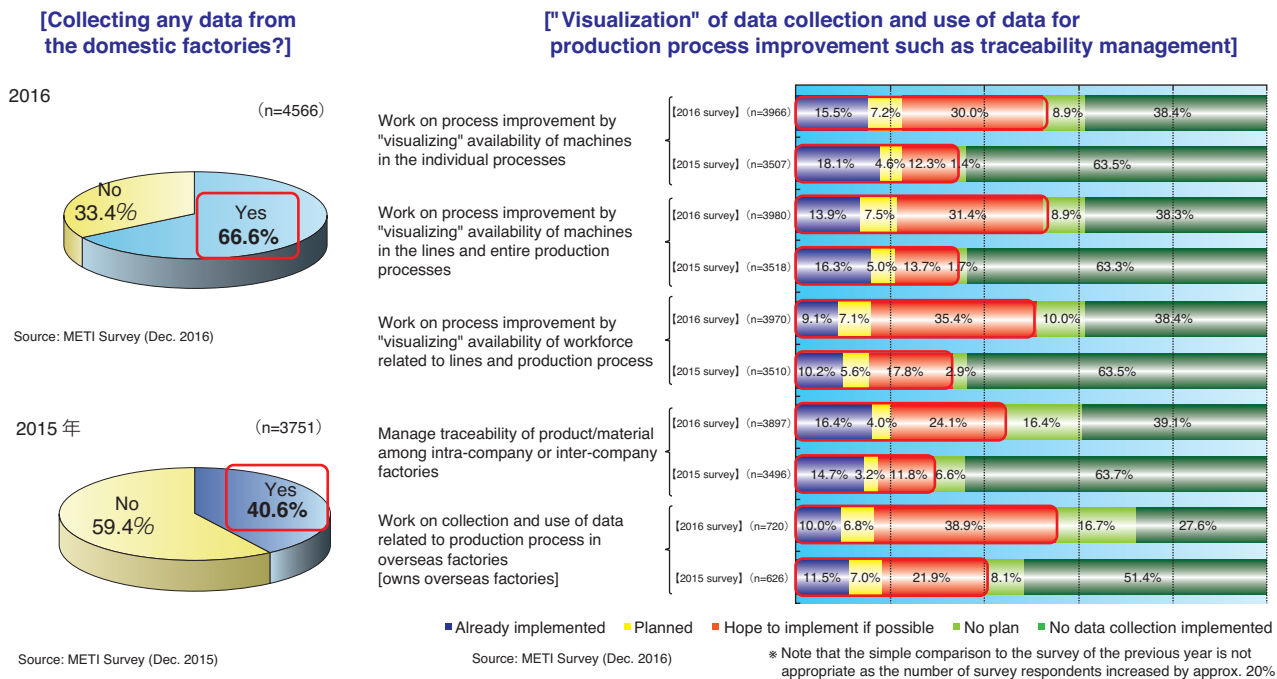 [Collecting any data from
the domestic factories?]
2016
(n=4566)
No
33.4%
Yes
66.6%
Source: METI Survey (Dec. 2016)
2015 年
(n=3751)
No
59.4%
Yes
40.6%
Source: METI Survey (Dec. 2015)
["Visualization" of data collection and use of data for
production process improvement such as traceability management]
Work on process improvement by
"visualizing" availability of machines
in the individual processes
【2016 survey】(n=3966)
15.5% 7.2% 30.0% 8.9% 38.4%
【2015 survey】(n=3507)
18.1% 4.6% 12.3% 1.4% 63.5%
Work on process improvement by
"visualizing" availability of machines
in the lines and entire production
processes
【2016 survey】(n=3980)
13.9% 7.5% 31.4% 8.9% 38.3%
【2015 survey】(n=3518)
16.3% 5.0% 13.7% 1.7% 63.3%
Work on process improvement by
"visualizing" availability of workforce
related to lines and production process
【2016 survey】(n=3970)
9.1% 7.1% 35.4% 10.0% 38.4%
【2015 survey】(n=3510)
10.2% 5.6% 17.8% 2.9% 63.5%
Manage traceability of product/material
among intra-company or inter-company
factories
【2016 survey】(n=3897)
16.4% 4.0% 24.1% 16.4% 39.1%
【2015 survey】(n=3496)
14.7% 3.2% 11.8% 6.6% 63.7%
Work on collection and use of data
related to production process in
overseas factories
[owns overseas factories]
【2016 survey】(n=720)
10.0% 6.8% 38.9% 16.7% 27.6%
【2015 survey】(n=626)
11.5% 7.0% 21.9% 8.1% 51.4%
Already implemented Planned Hope to implement if possible No plan No data collection implemented
Source: METI Survey (Dec. 2016)
※ Note that the simple comparison to the survey of the previous year is not
appropriate as the number of survey respondents increased by approx. 20%